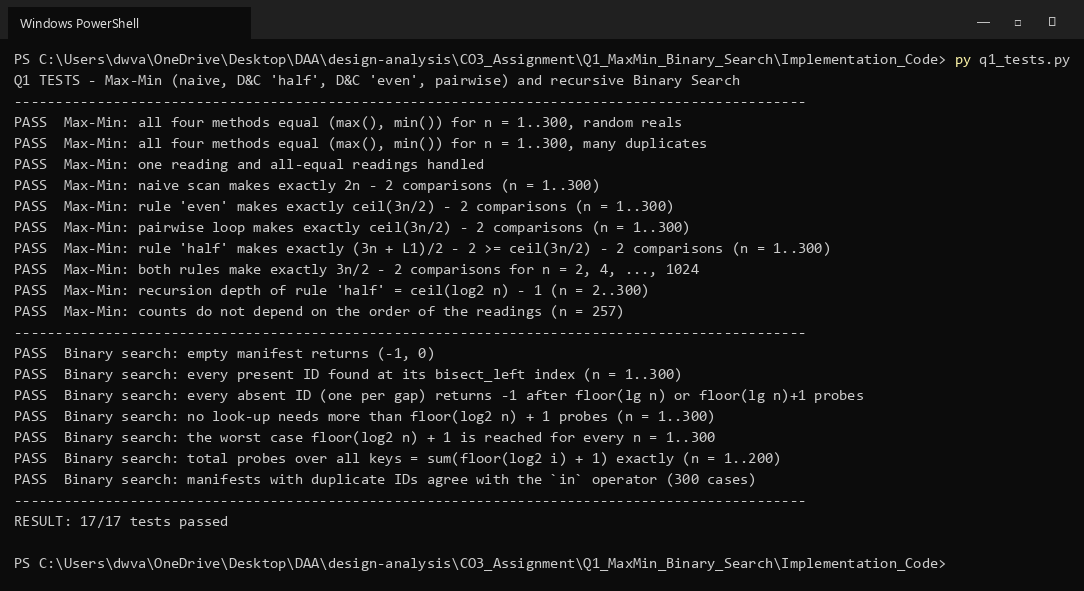 Windows PowerShell
PS C:\Users\dwva\OneDrive\Desktop\DAA\design-analysis\CO3_Assignment\Q1_MaxMin_Binary_Search\Implementation_Code> py q1_tests.py
Q1 TESTS - Max-Min (naive, D&C 'half', D&C 'even', pairwise) and recursive Binary Search
------------------------------------------------------------------------------------------------
PASS  Max-Min: all four methods equal (max(), min()) for n = 1..300, random reals
PASS  Max-Min: all four methods equal (max(), min()) for n = 1..300, many duplicates
PASS  Max-Min: one reading and all-equal readings handled
PASS  Max-Min: naive scan makes exactly 2n - 2 comparisons (n = 1..300)
PASS  Max-Min: rule 'even' makes exactly ceil(3n/2) - 2 comparisons (n = 1..300)
PASS  Max-Min: pairwise loop makes exactly ceil(3n/2) - 2 comparisons (n = 1..300)
PASS  Max-Min: rule 'half' makes exactly (3n + L1)/2 - 2 >= ceil(3n/2) - 2 comparisons (n = 1..300)
PASS  Max-Min: both rules make exactly 3n/2 - 2 comparisons for n = 2, 4, ..., 1024
PASS  Max-Min: recursion depth of rule 'half' = ceil(log2 n) - 1 (n = 2..300)
PASS  Max-Min: counts do not depend on the order of the readings (n = 257)
------------------------------------------------------------------------------------------------
PASS  Binary search: empty manifest returns (-1, 0)
PASS  Binary search: every present ID found at its bisect_left index (n = 1..300)
PASS  Binary search: every absent ID (one per gap) returns -1 after floor(lg n) or floor(lg n)+1 probes
PASS  Binary search: no look-up needs more than floor(log2 n) + 1 probes (n = 1..300)
PASS  Binary search: the worst case floor(log2 n) + 1 is reached for every n = 1..300
PASS  Binary search: total probes over all keys = sum(floor(log2 i) + 1) exactly (n = 1..200)
PASS  Binary search: manifests with duplicate IDs agree with the `in` operator (300 cases)
------------------------------------------------------------------------------------------------
RESULT: 17/17 tests passed
PS C:\Users\dwva\OneDrive\Desktop\DAA\design-analysis\CO3_Assignment\Q1_MaxMin_Binary_Search\Implementation_Code>